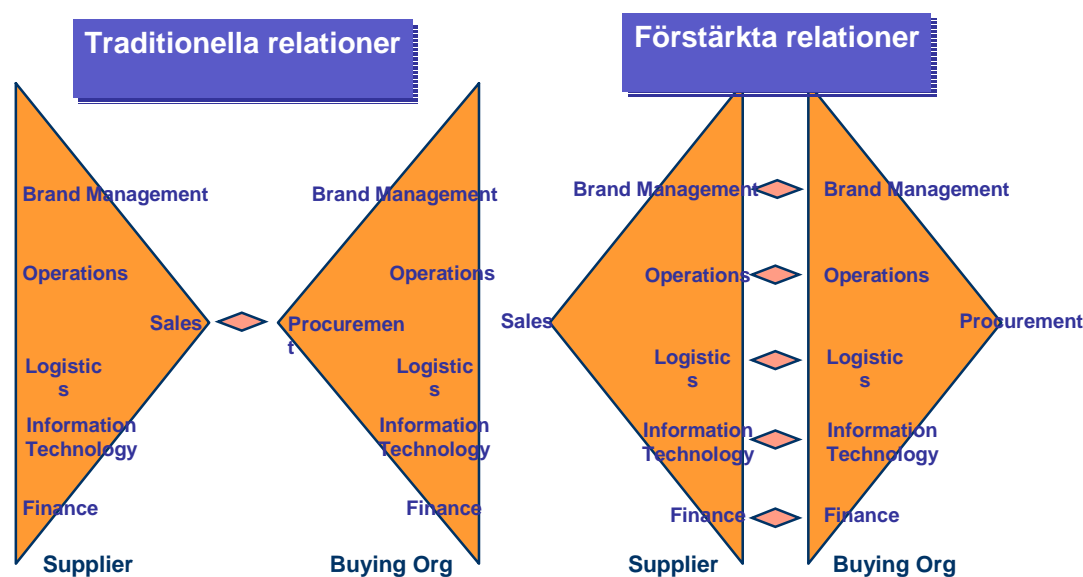 Traditionella relationer
Brand Management
Operations
Sales
Logistic
s
Information
Technology
Finance
Supplier
Brand Management
Operations
Procuremen
t
Logistic
s
Information
Technology
Finance
Buying Org
Förstärkta relationer
Brand Management
Operations
Sales
Logistic
s
Information
Technology
Finance
Supplier
Brand Management
Operations
Procurement
Logistic
s
Information
Technology
Finance
Buying Org